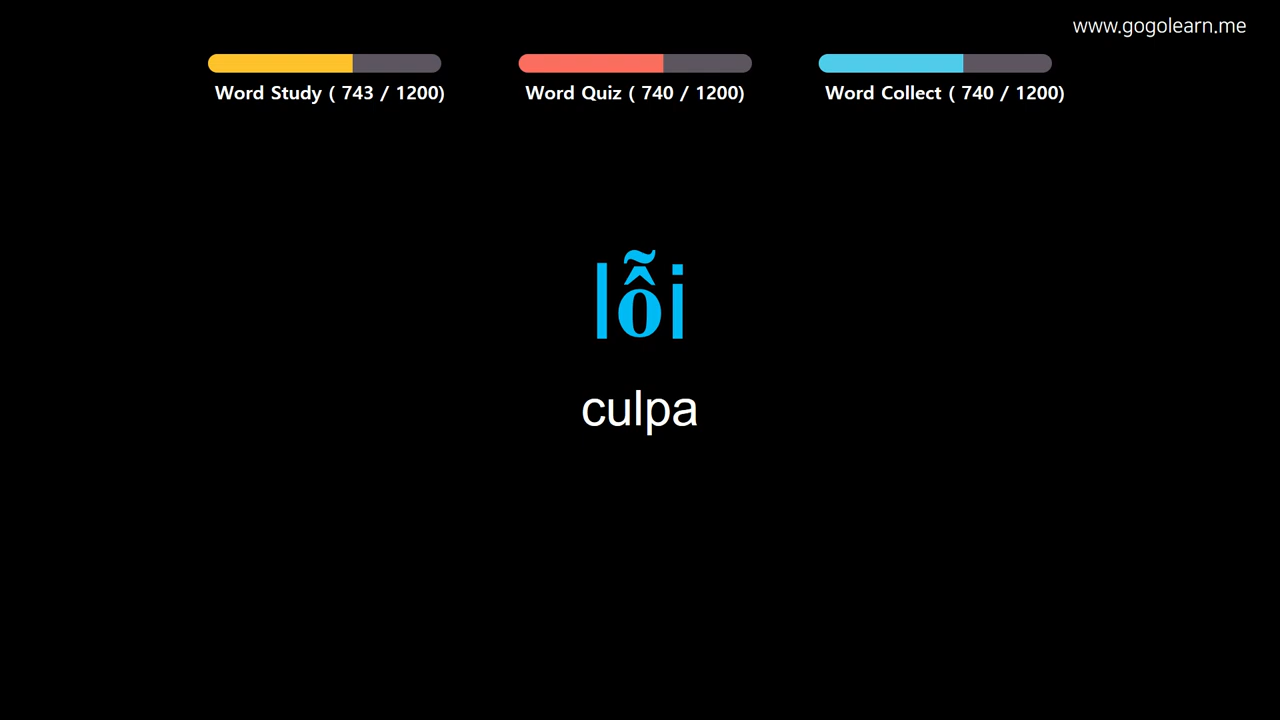 www.gogolearn.me
Word Study ( 743 / 1200)
Word Quiz ( 740 / 1200)
Word Collect ( 740 / 1200)
lỗi
culpa